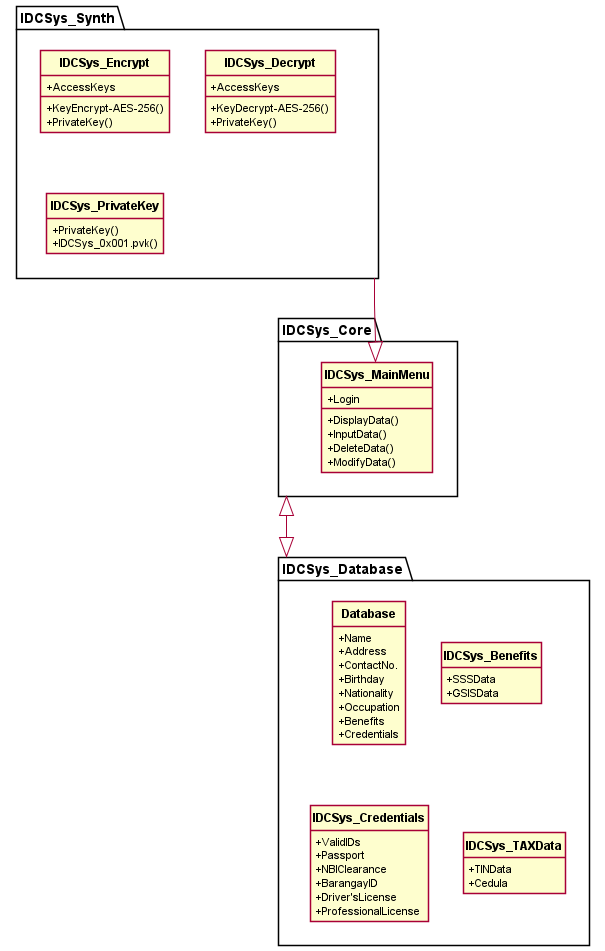 IDCSys_Synth
IDCSys_Encrypt
+AccessKeys
+KeyEncrypt-AES-256()
+PrivateKey()
IDCSys_Decrypt
+AccessKeys
+KeyDecrypt-AES-256()
+PrivateKey()
IDCSys_PrivateKey
+PrivateKey()
+IDCSys_0x001.pvk()
IDCSys_Core
IDCSys_MainMenu
+Login
+DisplayData()
+InputData()
+DeleteData()
+ModifyData()
IDCSys_Database
Database
+Name
+Address
+ContactNo.
+Birthday
+Nationality
+Occupation
+Benefits
+Credentials
IDCSys_Benefits
+SSSData
+GSISData
IDCSys_Credentials
+ValidIDs
+Passport
+NBIClearance
+BarangayID
+Driver'sLicense
+ProfessionalLicense
IDCSys_TAXData
+TINData
+Cedula